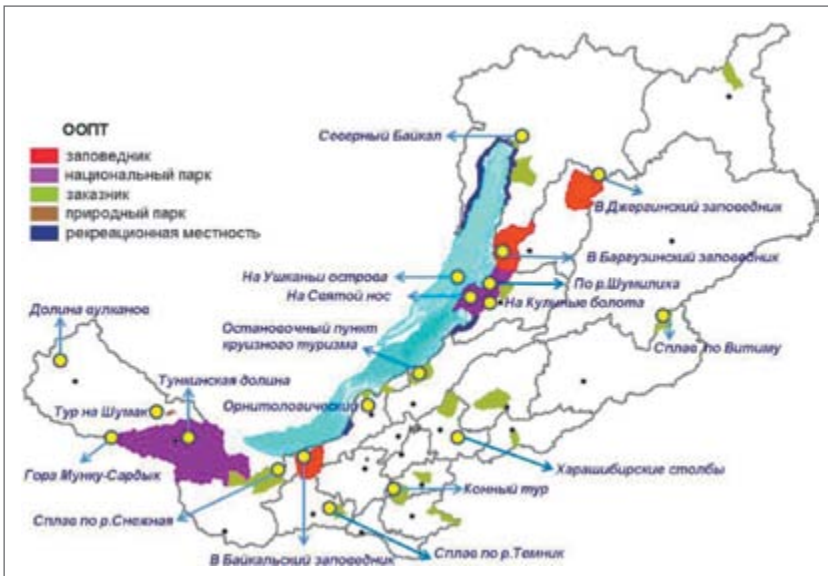 ООПТ
заповедник
национальный парк
заказник
природный парк
рекреационная местность
Северный Байкал
В Джергинский заповедник
В Баргузинский заповедник
На Ушканьи острова
По р.Шумилиха
На Святой нос
На Кулиные болота
Остановочный пункт
круизного туризма
Долина вулканов
Сплав по Витиму
Тункинская долина
Орнитологический
Тур на Шумак
Гора Мунку-Сардык
Харашибирские столбы
Конный тур
Сплав по р.Снежная
В Байкальский заповедник
Сплав по р.Темник